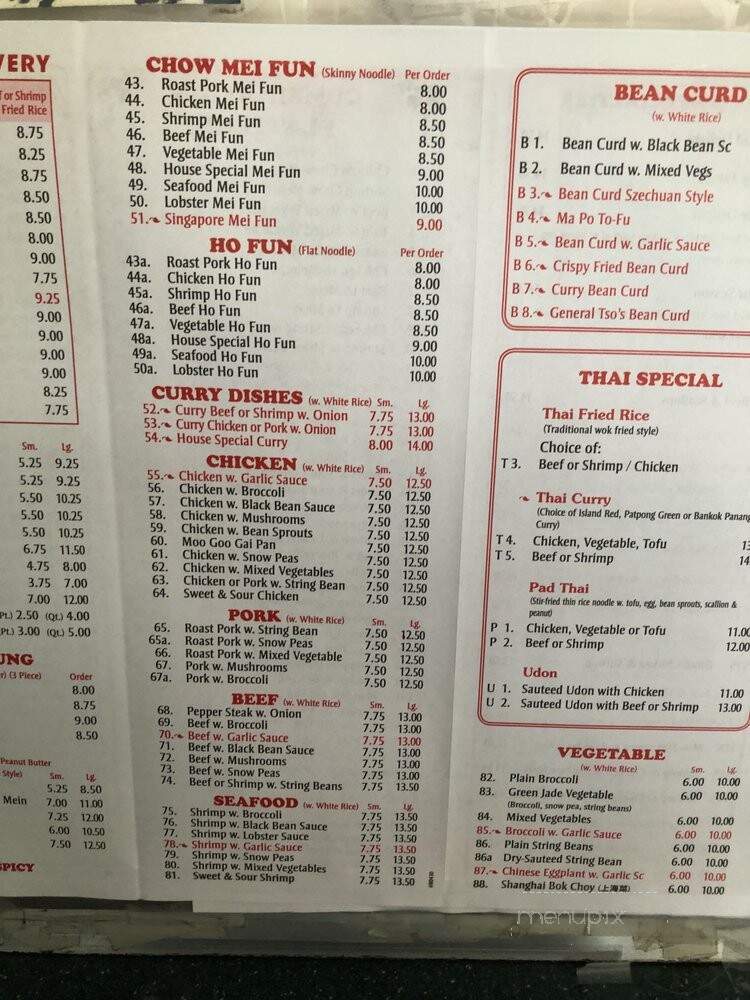 VERY
f or Shrimp
Fried Rice
8.75
8.25
8.75
8.50
8.50
8.00
9.00
7.75
9.25
9.00
9.00
9.00
9.00
8.25
7.75
Sm. Lg.
5.25 9.25
5.25 9.25
5.50 10.25
5.50 10.25
5.50 10.25
6.75 11.50
4.75 8.00
3.75 7.00
7.00 12.00
Pt.) 2.50 (Qt.) 4.00
(Pt.) 3.00 (Qt.) 5.00
UNG
r) (3 Piece) Order
8.00
8.75
9.00
8.50
Peanut Butter
Style) Sm. Lg.
5.25 8.50
Mein 7.00 11.00
7.25 12.00
6.00 10.50
7.50 12.50
SPICY
CHOW MEI FUN (Skinny Noodle) Per Order
43. Roast Pork Mei Fun 8.00
44. Chicken Mei Fun 8.00
45. Shrimp Mei Fun 8.50
46. Beef Mei Fun 8.50
47. Vegetable Mei Fun 8.50
48. House Special Mei Fun 9.00
49. Seafood Mei Fun 10.00
50. Lobster Mei Fun 10.00
51. Singapore Mei Fun 9.00
HO FUN (Flat Noodle) Per Order
43a. Roast Pork Ho Fun 8.00
44a. Chicken Ho Fun 8.00
45a. Shrimp Ho Fun 8.50
46a. Beef Ho Fun 8.50
47a. Vegetable Ho Fun 8.50
48a. House Special Ho Fun 9.00
49a. Seafood Ho Fun 10.00
50a. Lobster Ho Fun 10.00
CURRY DISHES (w. White Rice) Sm. Lg.
52. Curry Beef or Shrimp w. Onion 7.75 13.00
53. Curry Chicken or Pork w. Onion 7.75 13.00
54. House Special Curry 8.00 14.00
CHICKEN (w. White Rice) Sm. Lg.
55. Chicken w. Garlic Sauce 7.50 12.50
56. Chicken w. Broccoli 7.50 12.50
57. Chicken w. Black Bean Sauce 7.50 12.50
58. Chicken w. Mushrooms 7.50 12.50
59. Chicken w. Bean Sprouts 7.50 12.50
60. Moo Goo Gai Pan 7.50 12.50
61. Chicken w. Snow Peas 7.50 12.50
62. Chicken w. Mixed Vegetables 7.50 12.50
63. Chicken or Pork w. String Bean 7.50 12.50
64. Sweet & Sour Chicken 7.50 12.50
PORK (w. White Rice) Sm. Lg.
65. Roast Pork w. String Bean 7.50 12.50
65a. Roast Pork w. Snow Peas 7.50 12.50
66. Roast Pork w. Mixed Vegetable 7.50 12.50
67. Pork w. Mushrooms 7.50 12.50
67a. Pork w. Broccoli 7.50 12.50
BEEF (w. White Rice) Sm. Lg.
68. Pepper Steak w. Onion 7.75 13.00
69. Beef w. Broccoli 7.75 13.00
70. Beef w. Garlic Sauce 7.75 13.00
71. Beef w. Black Bean Sauce 7.75 13.00
72. Beef w. Mushrooms 7.75 13.00
73. Beef w. Snow Peas 7.75 13.00
74. Beef or Shrimp w. String Beans 7.75 13.50
SEAFOOD (w. White Rice) Sm. Lg.
75. Shrimp w. Broccoli 7.75 13.50
76. Shrimp w. Black Bean Sauce 7.75 13.50
77. Shrimp w. Lobster Sauce 7.75 13.50
78. Shrimp w. Garlic Sauce 7.75 13.50
79. Shrimp w. Snow Peas 7.75 13.50
80. Shrimp w. Mixed Vegetables 7.75 13.50
81. Sweet & Sour Shrimp 7.75 13.50
BEAN CURD
(w. White Rice)
B 1. Bean Curd w. Black Bean Sc
B 2. Bean Curd w. Mixed Vegs
B 3. Bean Curd Szechuan Style
B 4. Ma Po To-Fu
B 5. Bean Curd w. Garlic Sauce
B 6. Crispy Fried Bean Curd
B 7. Curry Bean Curd
B 8. General Tso's Bean Curd
THAI SPECIAL
Thai Fried Rice
(Traditional wok fried style)
Choice of:
T 3. Beef or Shrimp / Chicken
Thai Curry
(Choice of Island Red, Patpong Green or Bankok Panang
Curry)
T 4. Chicken, Vegetable, Tofu 13
T 5. Beef or Shrimp 14
Pad Thai
(Stir-fried thin rice noodle w. tofu, egg, bean sprouts, scallion &
peanut)
P 1. Chicken, Vegetable or Tofu 11.00
P 2. Beef or Shrimp 12.00
Udon
U 1. Sauteed Udon with Chicken 11.00
U 2. Sauteed Udon with Beef or Shrimp 13.00
VEGETABLE
(w. White Rice) Sm. Lg.
82. Plain Broccoli 6.00 10.00
83. Green Jade Vegetable 6.00 10.00
(Broccoli, snow pea, string beans)
84. Mixed Vegetables 6.00 10.00
85. Broccoli w. Garlic Sauce 6.00 10.00
86. Plain String Beans 6.00 10.00
86a Dry-Sauteed String Bean 6.00 10.00
87. Chinese Eggplant w. Garlic Sc 6.00 10.00
88. Shanghai Bok Choy (上海菜) 6.00 10.00
menupix